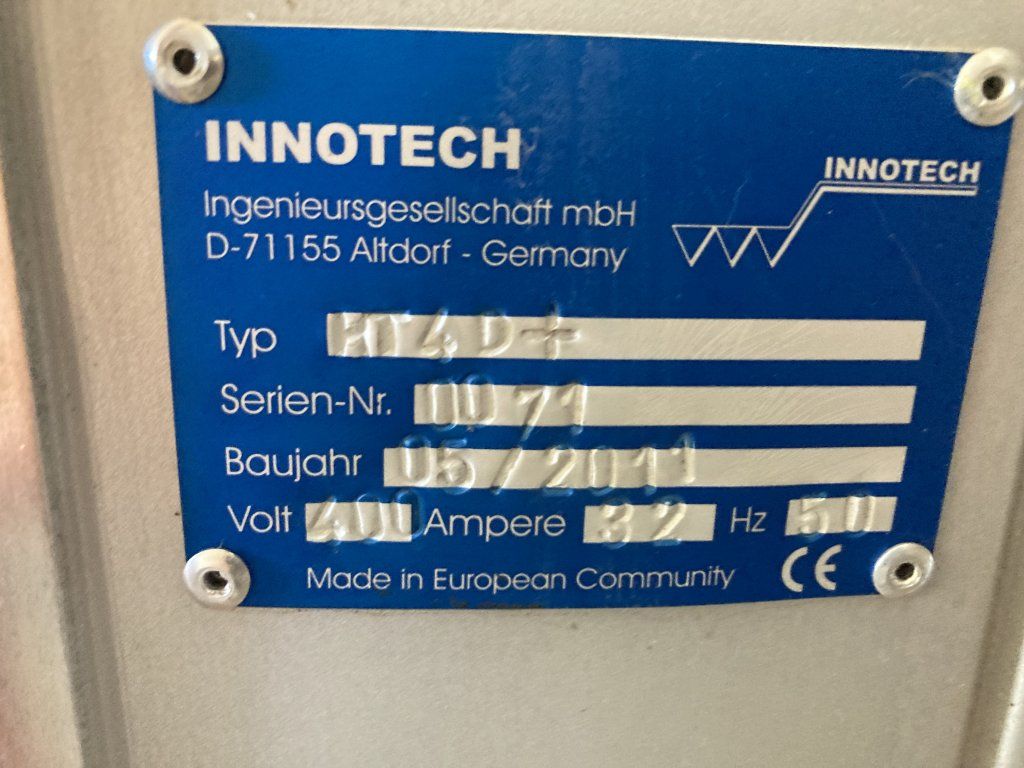 INNOTECH
INNOTECH
Ingenieursgesellschaft mbH
D-71155 Altdorf - Germany
Typ 4 D+
Serien-Nr. 0071
Baujahr 05/2011
Volt 400 Ampere 32 Hz 50
Made in European Community CE